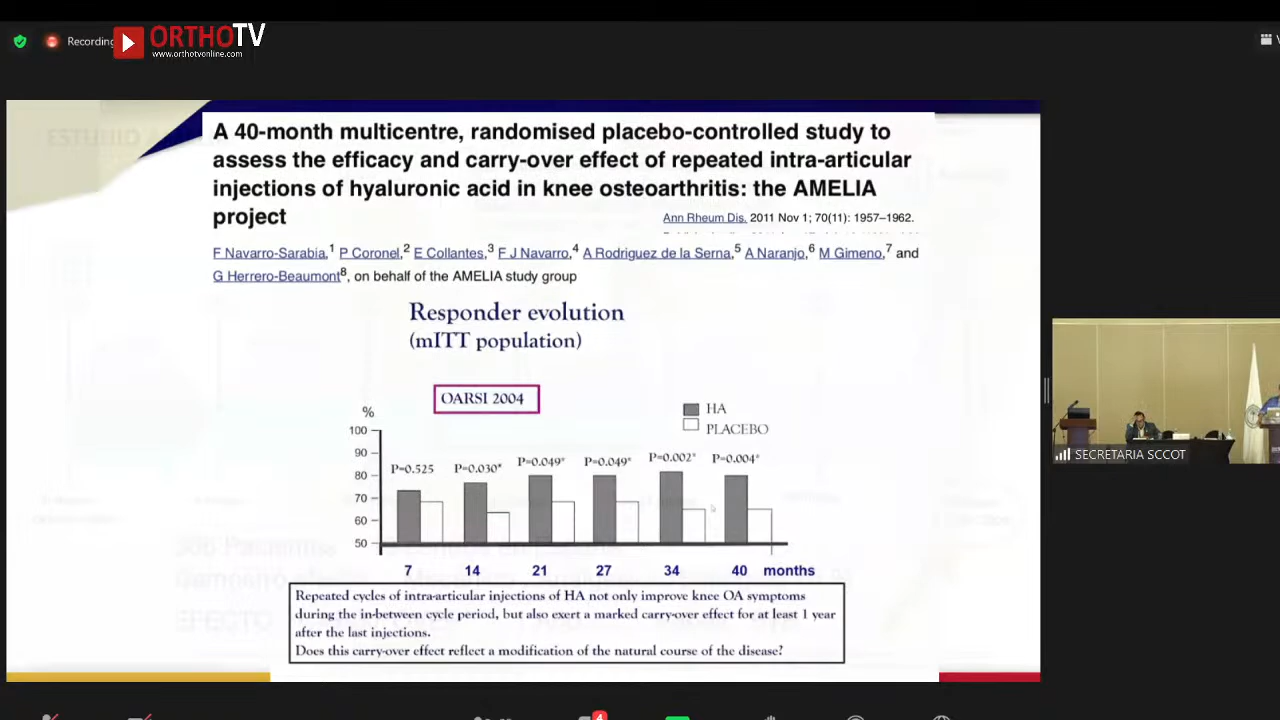 Recording
ORTHOTV
www.orthotvonline.com
A 40-month multicentre, randomised placebo-controlled study to
assess the efficacy and carry-over effect of repeated intra-articular
injections of hyaluronic acid in knee osteoarthritis: the AMELIA
project
Ann Rheum Dis. 2011 Nov 1; 70(11): 1957–1962.
F Navarro-Sarabia,1 P Coronel,2 E Collantes,3 F J Navarro,4 A Rodriguez de la Serna,5 A Naranjo,6 M Gimeno,7 and
G Herrero-Beaumont8, on behalf of the AMELIA study group
Responder evolution
(mITT population)
OARSI 2004
HA
PLACEBO
%
100
90
80
70
60
50
P=0.525
P=0.030*
P=0.049*
P=0.049*
P=0.002*
P=0.004*
7 14 21 27 34 40 months
Repeated cycles of intra-articular injections of HA not only improve knee OA symptoms
during the in-between cycle period, but also exert a marked carry-over effect for at least 1 year
after the last injections.
Does this carry-over effect reflect a modification of the natural course of the disease?
SECRETARIA SCCOT
4